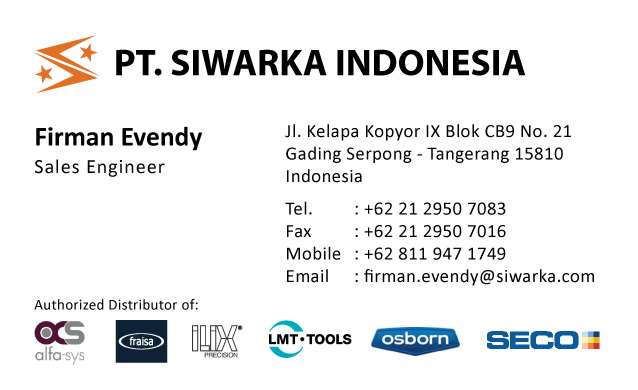 PT. SIWARKA INDONESIA
Firman Evendy
Sales Engineer
Jl. Kelapa Kopyor IX Blok CB9 No. 21
Gading Serpong - Tangerang 15810
Indonesia
Tel. : +62 21 2950 7083
Fax : +62 21 2950 7016
Mobile : +62 811 947 1749
Email : firman.evendy@siwarka.com
Authorized Distributor of:
acs
alfa-sys
fraisa
ilix
PRECISION
LMT•TOOLS
osborn
SECO